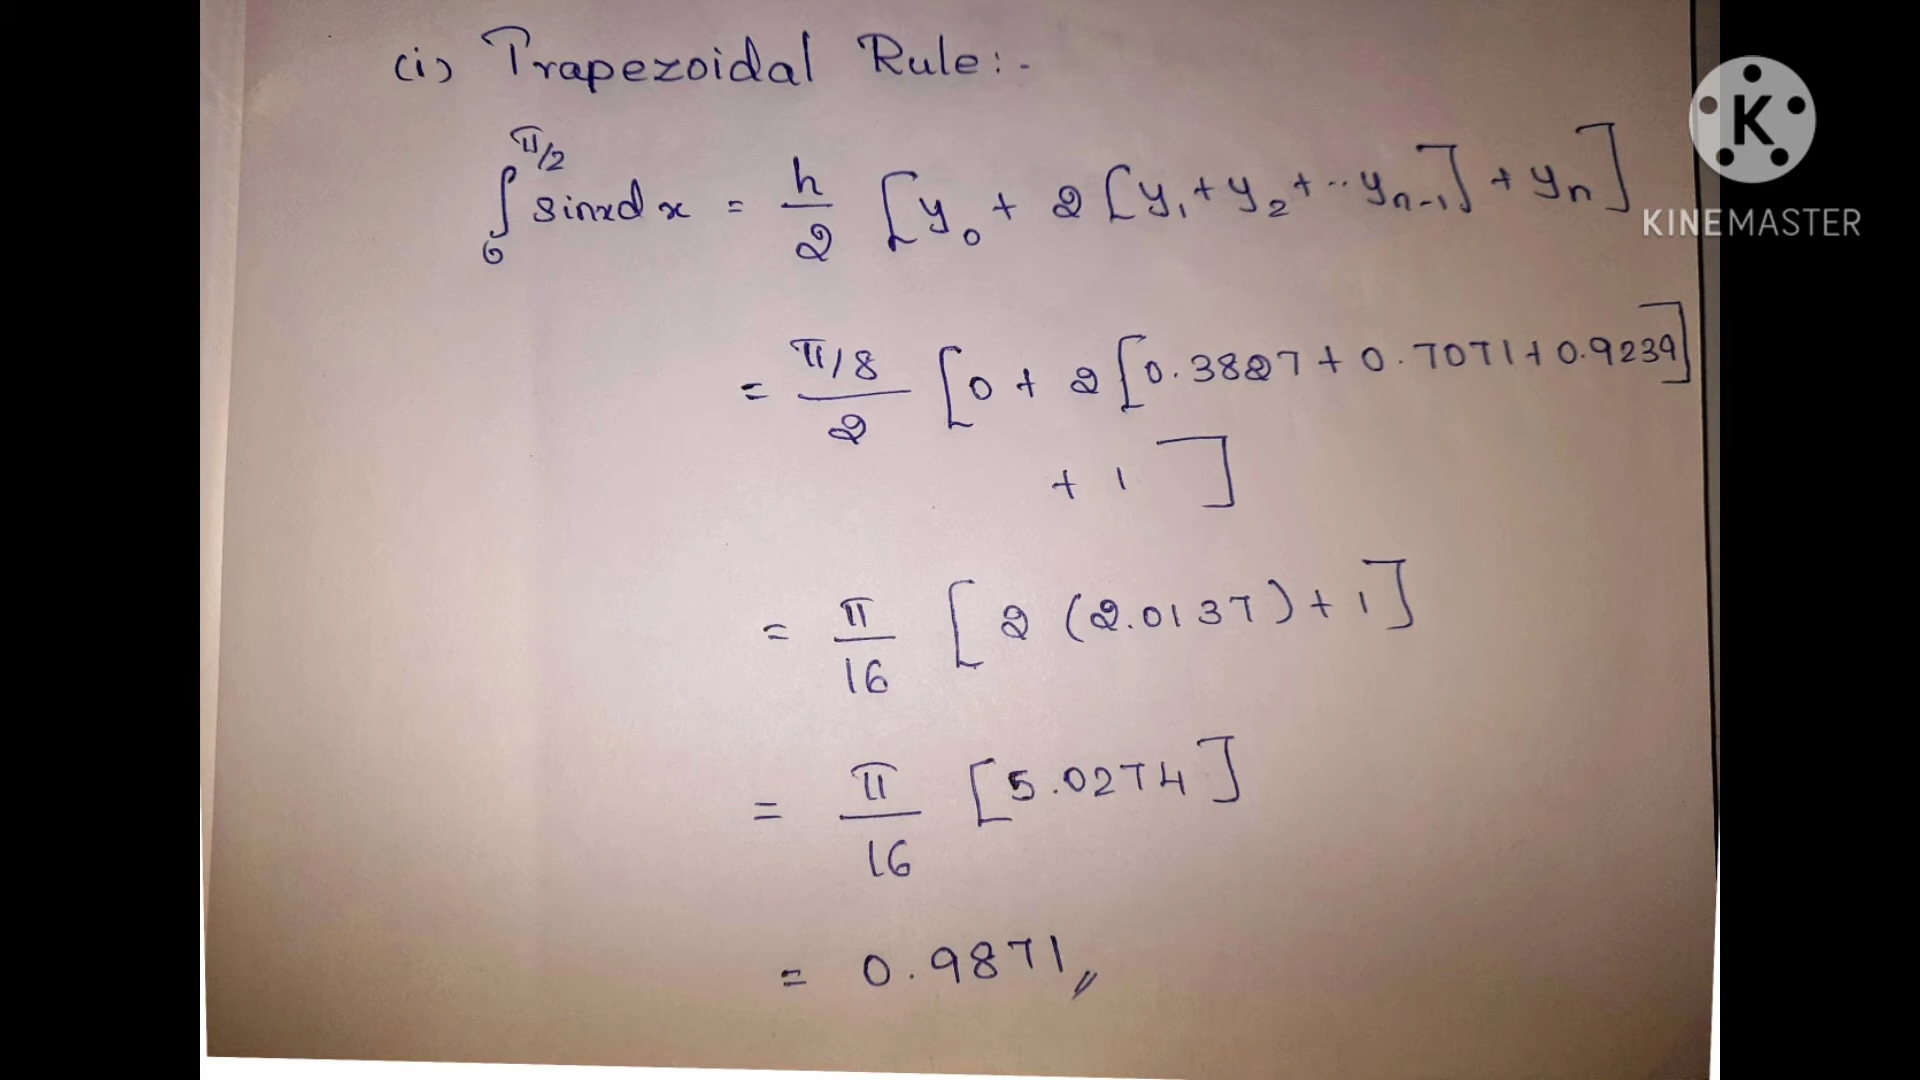 (i) Trapezoidal Rule:-
K
KINEMASTER
∫₀^{π/2} sinx dx = h/2 [y₀ + 2[y₁+y₂+..yₙ₋₁] + yₙ]
= π/8/2 [0 + 2[0.3827 + 0.7071 + 0.9239]
+ 1 ]
= π/16 [2 (2.0137) + 1]
= π/16 [5.0274]
= 0.9871,,